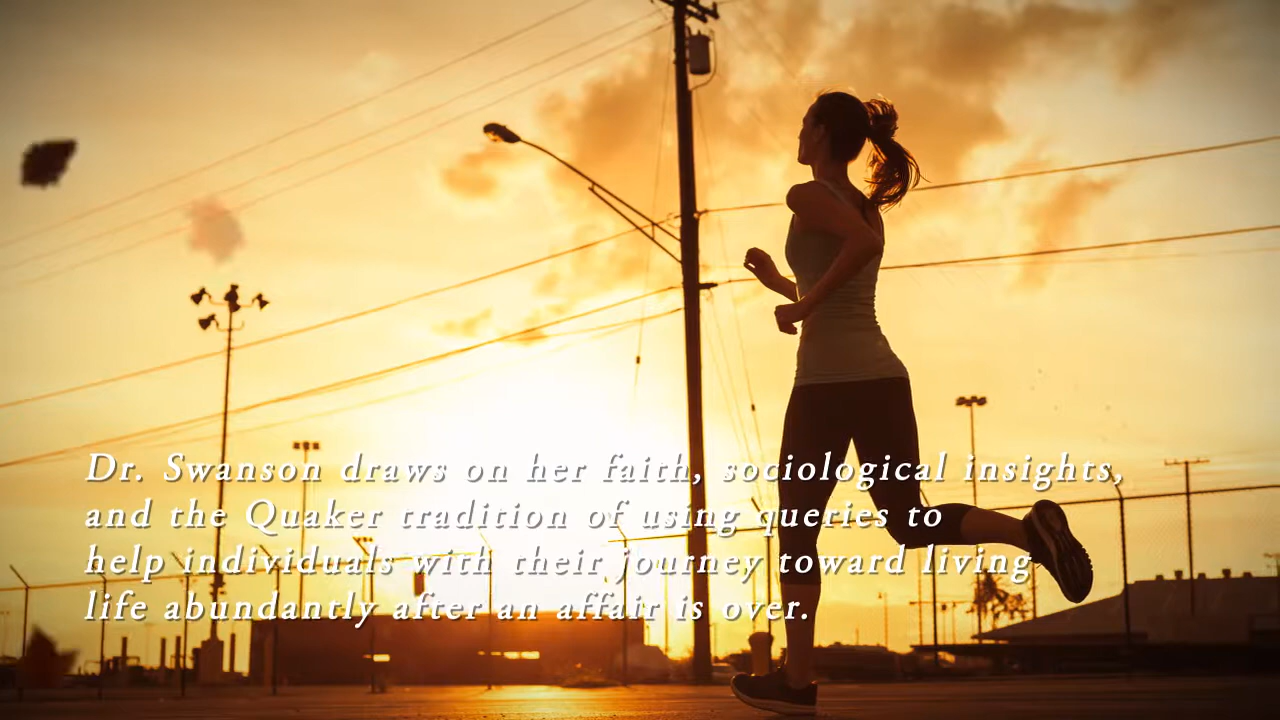 Dr. Swanson draws on her faith, sociological insights,
and the Quaker tradition of using queries to
help individuals with their journey toward living
life abundantly after an affair is over.